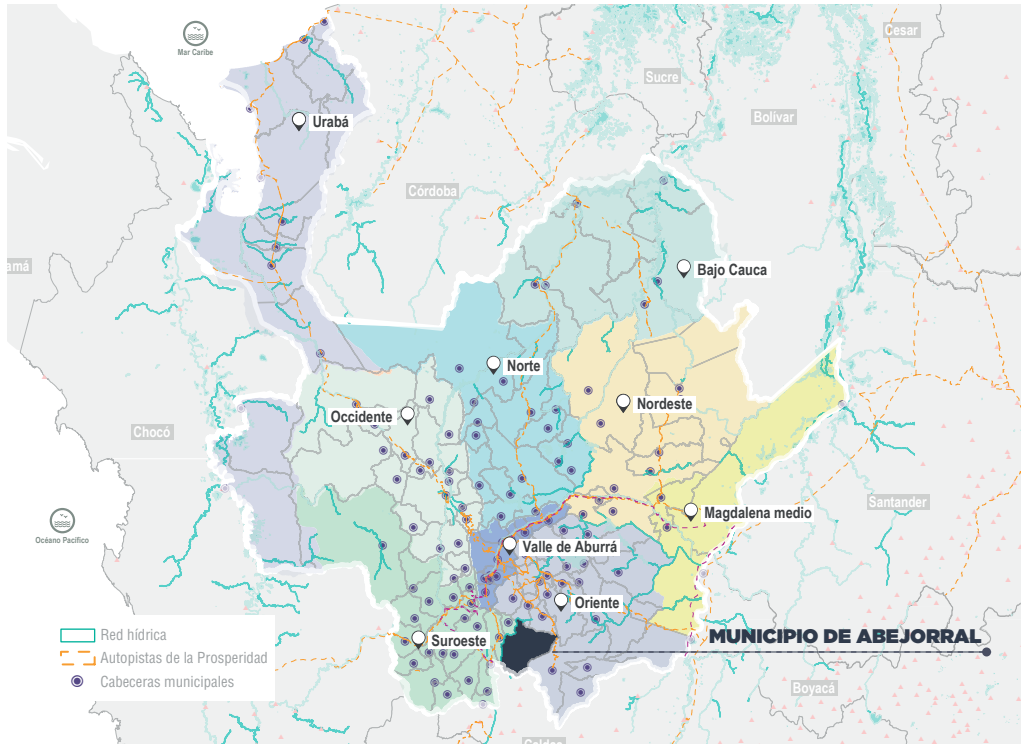 Mar Caribe
Cesar
Sucre
Bolívar
Urabá
Córdoba
amá
Bajo Cauca
Norte
Nordeste
Occidente
Chocó
Santander
Magdalena medio
Océano Pacífico
Valle de Aburrá
Oriente
Red hídrica
Autopistas de la Prosperidad
Cabeceras municipales
Suroeste
MUNICIPIO DE ABEJORRAL
Boyacá